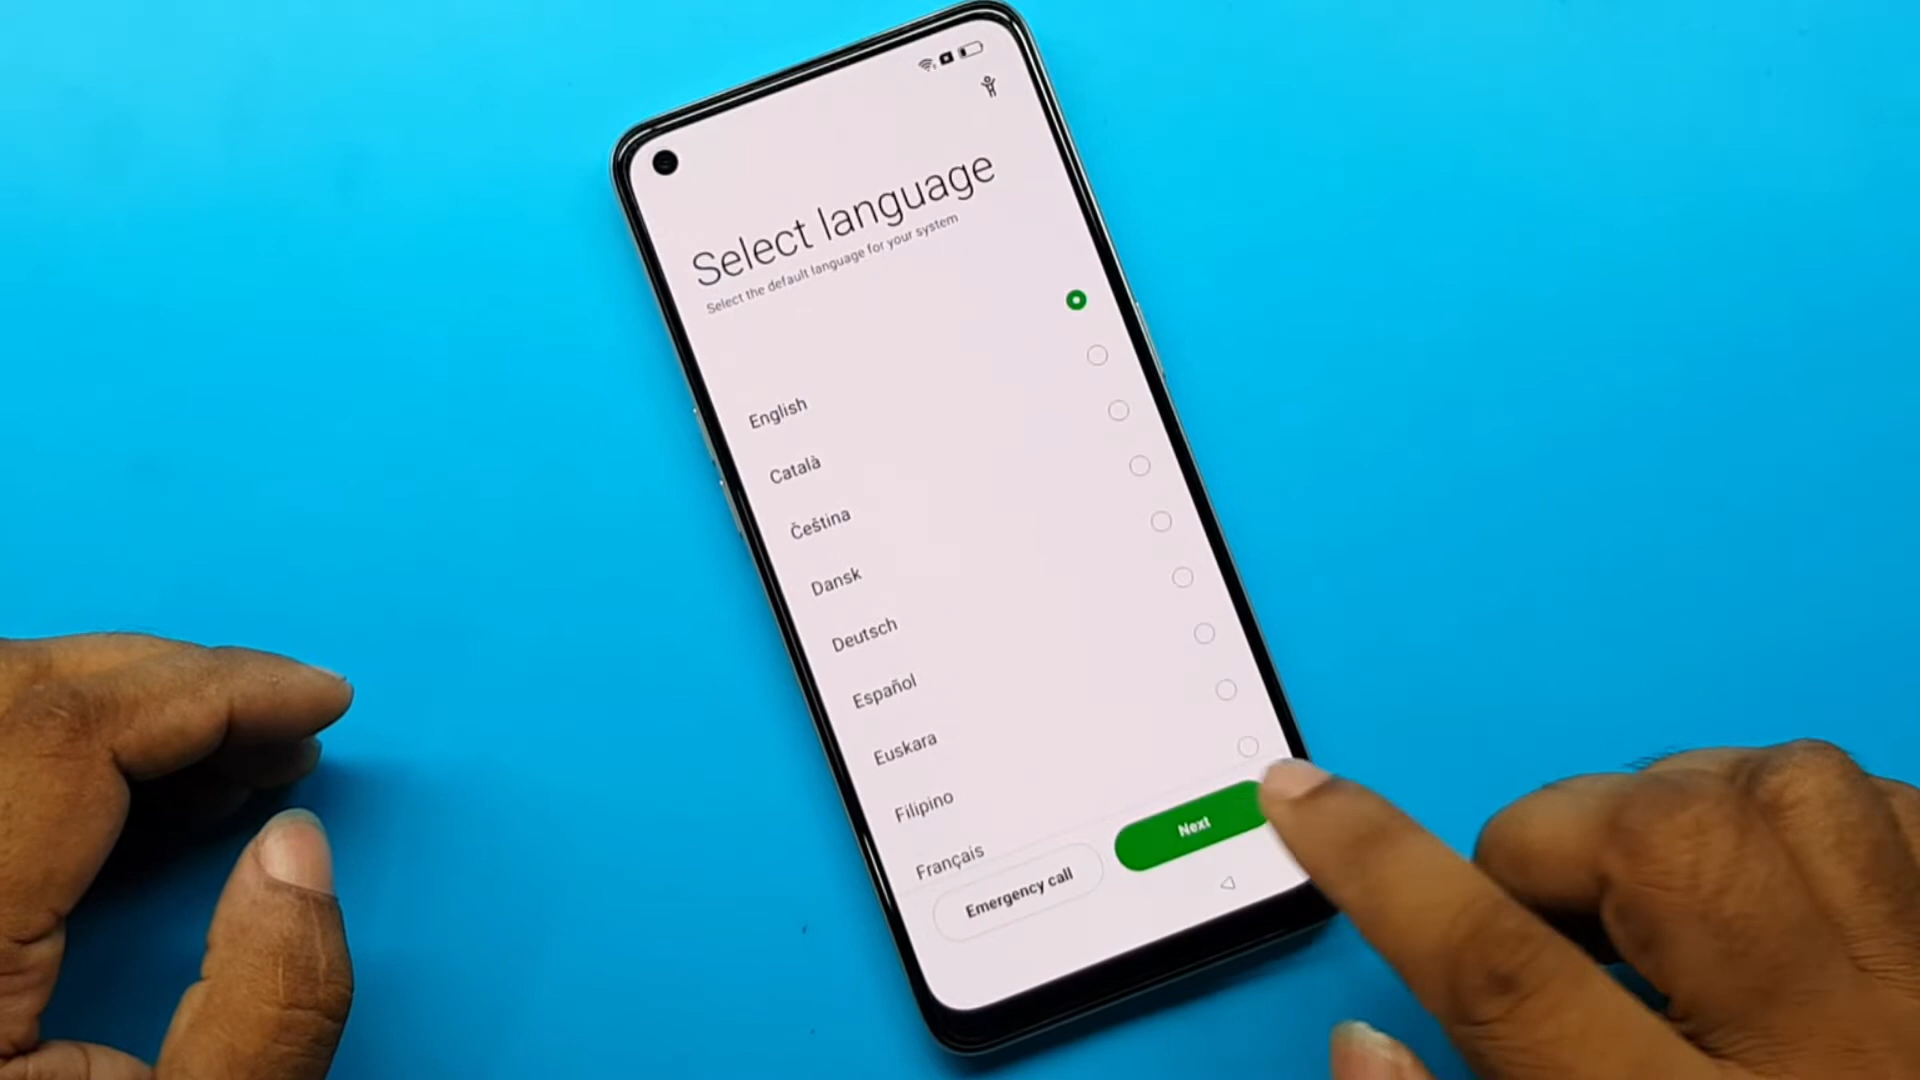 Select language
Select the default language for your system
English
Català
Čeština
Dansk
Deutsch
Español
Euskara
Filipino
Français
Emergency call
Next